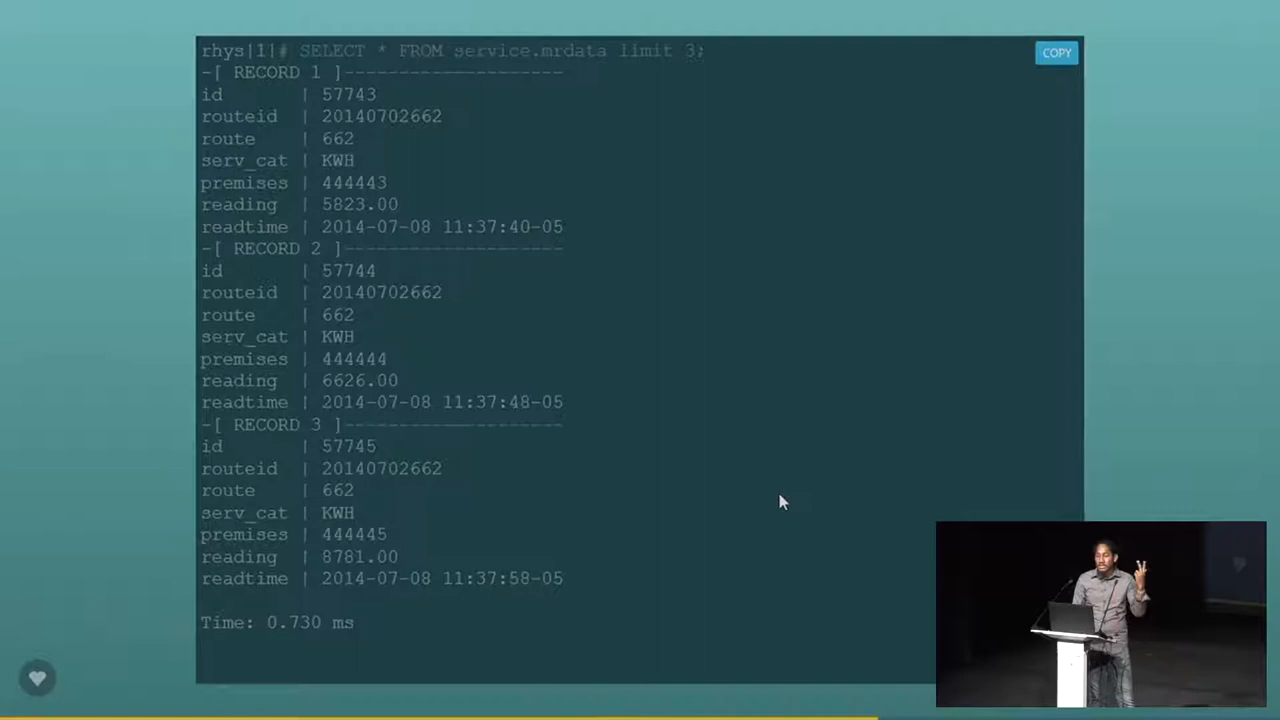 rhys|1|# SELECT * FROM service.mrdata limit 3;
COPY
-[ RECORD 1 ]--------------------
id | 57743
routeid | 20140702662
route | 662
serv_cat | KWH
premises | 444443
reading | 5823.00
readtime | 2014-07-08 11:37:40-05
-[ RECORD 2 ]--------------------
id | 57744
routeid | 20140702662
route | 662
serv_cat | KWH
premises | 444444
reading | 6626.00
readtime | 2014-07-08 11:37:48-05
-[ RECORD 3 ]--------------------
id | 57745
routeid | 20140702662
route | 662
serv_cat | KWH
premises | 444445
reading | 8781.00
readtime | 2014-07-08 11:37:58-05
Time: 0.730 ms